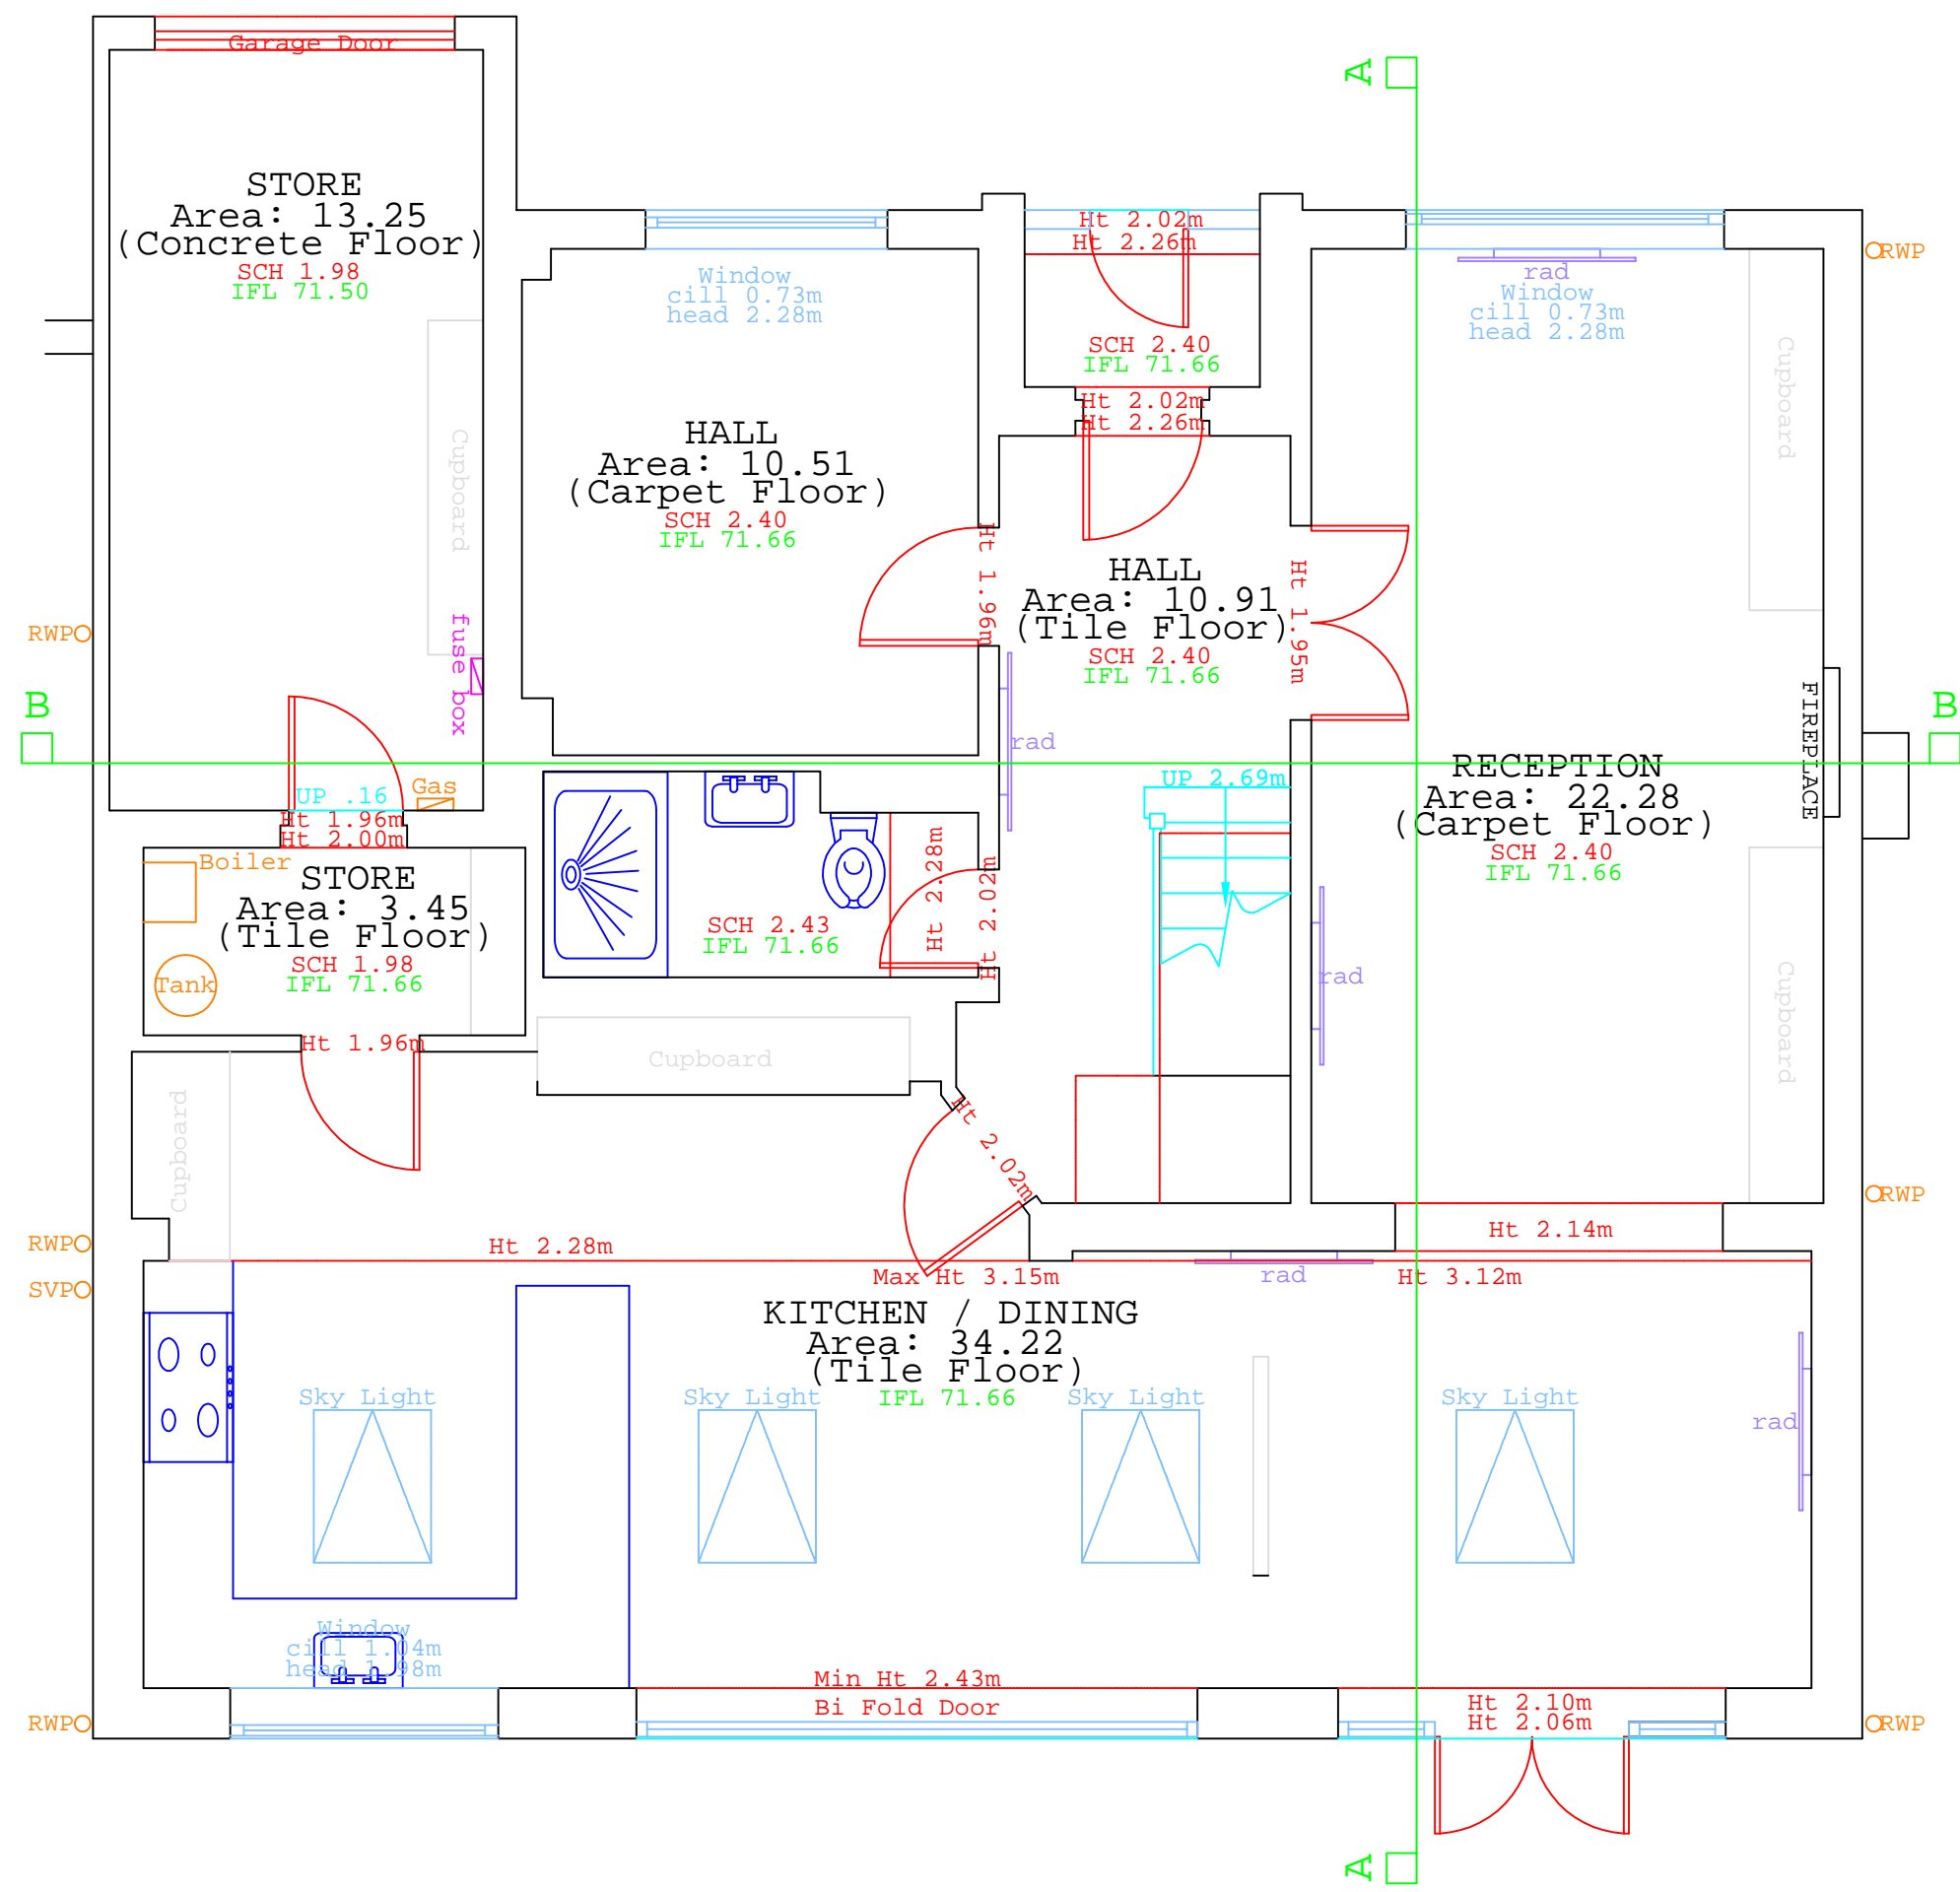 Garage Door
A
STORE
Area: 13.25
(Concrete Floor)
SCH 1.98
IFL 71.50
Ht 2.02m
Ht 2.26m
RWP
Window
cill 0.73m
head 2.28m
rad
Window
cill 0.73m
head 2.28m
SCH 2.40
IFL 71.66
Cupboard
Ht 2.02m
Ht 2.26m
Cupboard
HALL
Area: 10.51
(Carpet Floor)
SCH 2.40
IFL 71.66
Ht 1.96m
HALL
Area: 10.91
(Tile Floor)
SCH 2.40
IFL 71.66
Ht 1.95m
RWP
fuse box
B
B
rad
FIREPLACE
RECEPTION
Area: 22.28
(Carpet Floor)
SCH 2.40
IFL 71.66
UP 2.69m
Gas
UP .16
Ht 1.96m
Ht 2.00m
Boiler
STORE
Area: 3.45
(Tile Floor)
SCH 1.98
IFL 71.66
Tank
SCH 2.43
IFL 71.66
Ht 2.28m
Ht 2.02m
rad
Cupboard
Ht 1.96m
Cupboard
Cupboard
Ht 2.02m
RWP
RWP
Ht 2.28m
Ht 2.14m
Max Ht 3.15m
rad
Ht 3.12m
SVP
KITCHEN / DINING
Area: 34.22
(Tile Floor)
IFL 71.66
Sky Light
Sky Light
Sky Light
Sky Light
rad
Window
cill 1.04m
head 1.98m
Min Ht 2.43m
Bi Fold Door
Ht 2.10m
Ht 2.06m
RWP
RWP
A